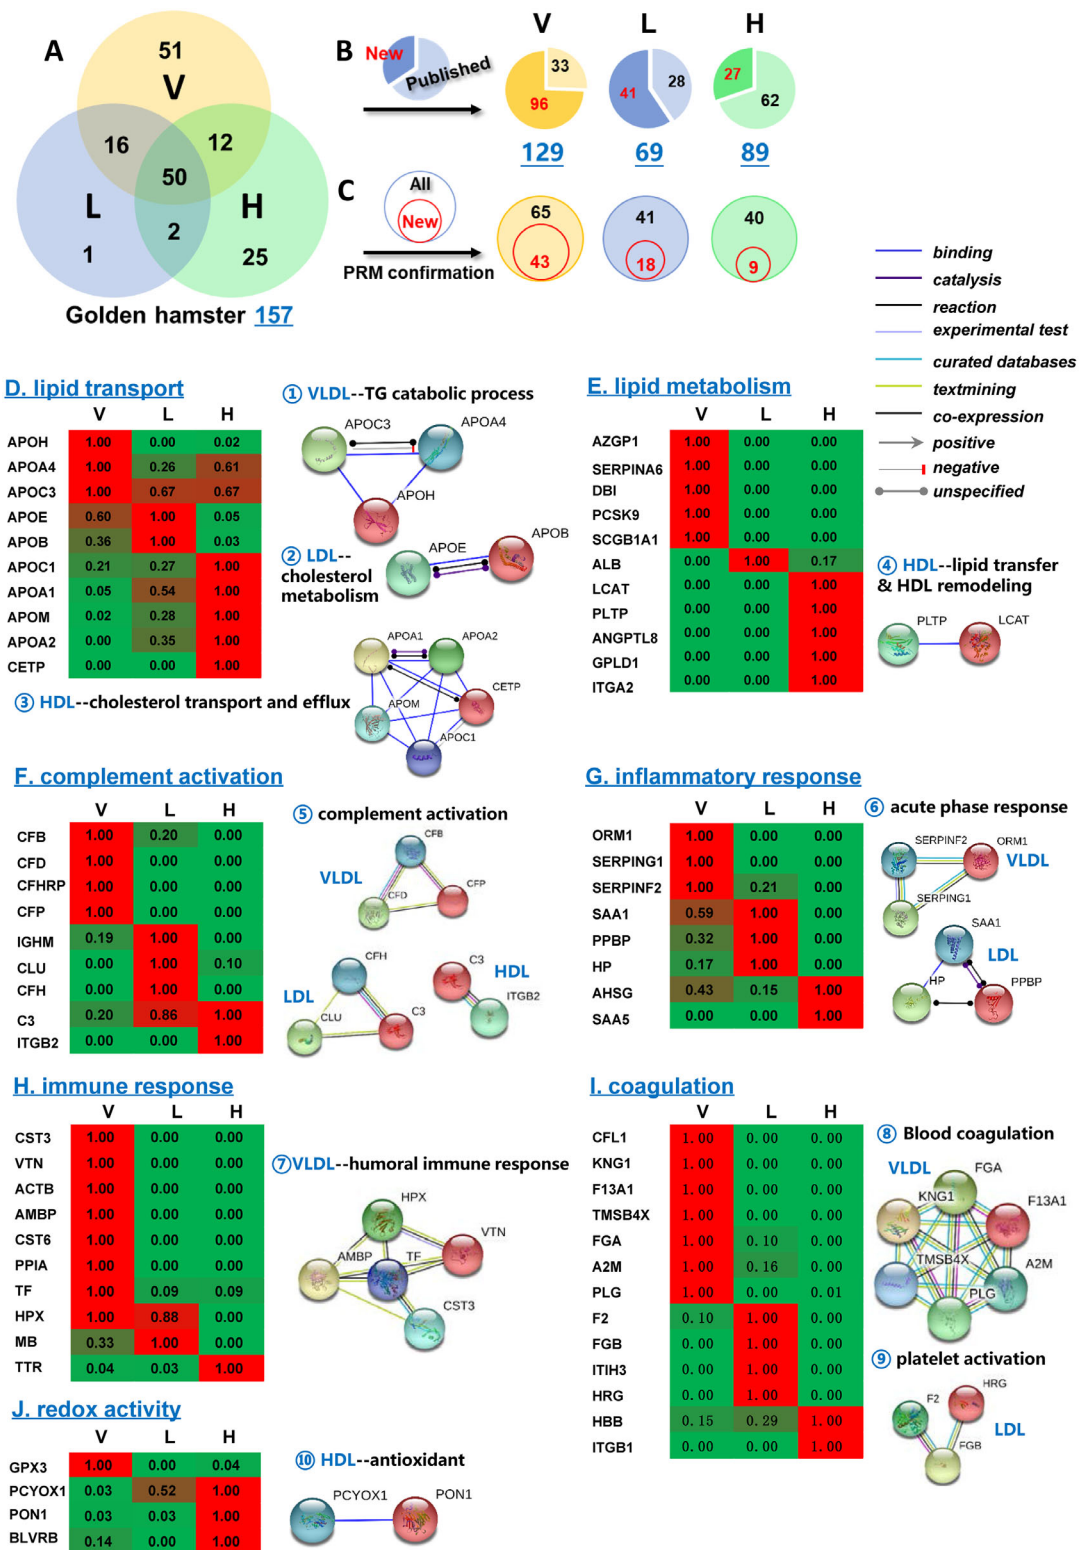 A
51
V
16
12
50
L
H
2
1
25
Golden hamster 157
B
New
Published
V
L
H
33
96
28
41
27
62
129
69
89
C
All
New
PRM confirmation
65
43
41
18
40
9
binding
catalysis
reaction
experimental test
curated databases
textmining
co-expression
positive
negative
unspecified
D. lipid transport
V L H
APOH 1.00 0.00 0.02
APOA4 1.00 0.26 0.61
APOC3 1.00 0.67 0.67
APOE 0.60 1.00 0.05
APOB 0.36 1.00 0.03
APOC1 0.21 0.27 1.00
APOA1 0.05 0.54 1.00
APOM 0.02 0.28 1.00
APOA2 0.00 0.35 1.00
CETP 0.00 0.00 1.00
① VLDL--TG catabolic process
APOC3
APOA4
APOH
② LDL--
cholesterol
metabolism
APOE
APOB
APOA1
APOA2
CETP
APOM
APOC1
③ HDL--cholesterol transport and efflux
E. lipid metabolism
V L H
AZGP1 1.00 0.00 0.00
SERPINA6 1.00 0.00 0.00
DBI 1.00 0.00 0.00
PCSK9 1.00 0.00 0.00
SCGB1A1 1.00 0.00 0.00
ALB 0.00 1.00 0.17
LCAT 0.00 0.00 1.00
PLTP 0.00 0.00 1.00
ANGPTL8 0.00 0.00 1.00
GPLD1 0.00 0.00 1.00
ITGA2 0.00 0.00 1.00
④ HDL--lipid transfer
& HDL remodeling
PLTP
LCAT
F. complement activation
V L H
CFB 1.00 0.20 0.00
CFD 1.00 0.00 0.00
CFHRP 1.00 0.00 0.00
CFP 1.00 0.00 0.00
IGHM 0.19 1.00 0.00
CLU 0.00 1.00 0.10
CFH 0.00 1.00 0.00
C3 0.20 0.86 1.00
ITGB2 0.00 0.00 1.00
⑤ complement activation
CFB
VLDL
CFD
CFP
CFH
C3
HDL
LDL
ITGB2
CLU
C3
G. inflammatory response
V L H
ORM1 1.00 0.00 0.00
SERPING1 1.00 0.00 0.00
SERPINF2 1.00 0.21 0.00
SAA1 0.59 1.00 0.00
PPBP 0.32 1.00 0.00
HP 0.17 1.00 0.00
AHSG 0.43 0.15 1.00
SAA5 0.00 0.00 1.00
⑥ acute phase response
SERPINF2
ORM1
VLDL
SERPING1
SAA1
LDL
HP
PPBP
H. immune response
V L H
CST3 1.00 0.00 0.00
VTN 1.00 0.00 0.00
ACTB 1.00 0.00 0.00
AMBP 1.00 0.00 0.00
CST6 1.00 0.00 0.00
PPIA 1.00 0.00 0.00
TF 1.00 0.09 0.09
HPX 1.00 0.88 0.00
MB 0.33 1.00 0.00
TTR 0.04 0.03 1.00
⑦VLDL--humoral immune response
HPX
VTN
AMBP
TF
CST3
I. coagulation
V L H
CFL1 1.00 0.00 0.00
KNG1 1.00 0.00 0.00
F13A1 1.00 0.00 0.00
TMSB4X 1.00 0.00 0.00
FGA 1.00 0.10 0.00
A2M 1.00 0.16 0.00
PLG 1.00 0.00 0.01
F2 0.10 1.00 0.00
FGB 0.00 1.00 0.00
ITIH3 0.00 1.00 0.00
HRG 0.00 1.00 0.00
HBB 0.15 0.29 1.00
ITGB1 0.00 0.00 1.00
⑧ Blood coagulation
VLDL
FGA
KNG1
F13A1
TMSB4X
A2M
PLG
⑨ platelet activation
F2
HRG
LDL
FGB
J. redox activity
V L H
GPX3 1.00 0.00 0.04
PCYOX1 0.03 0.52 1.00
PON1 0.03 0.03 1.00
BLVRB 0.14 0.00 1.00
⑩ HDL--antioxidant
PCYOX1
PON1